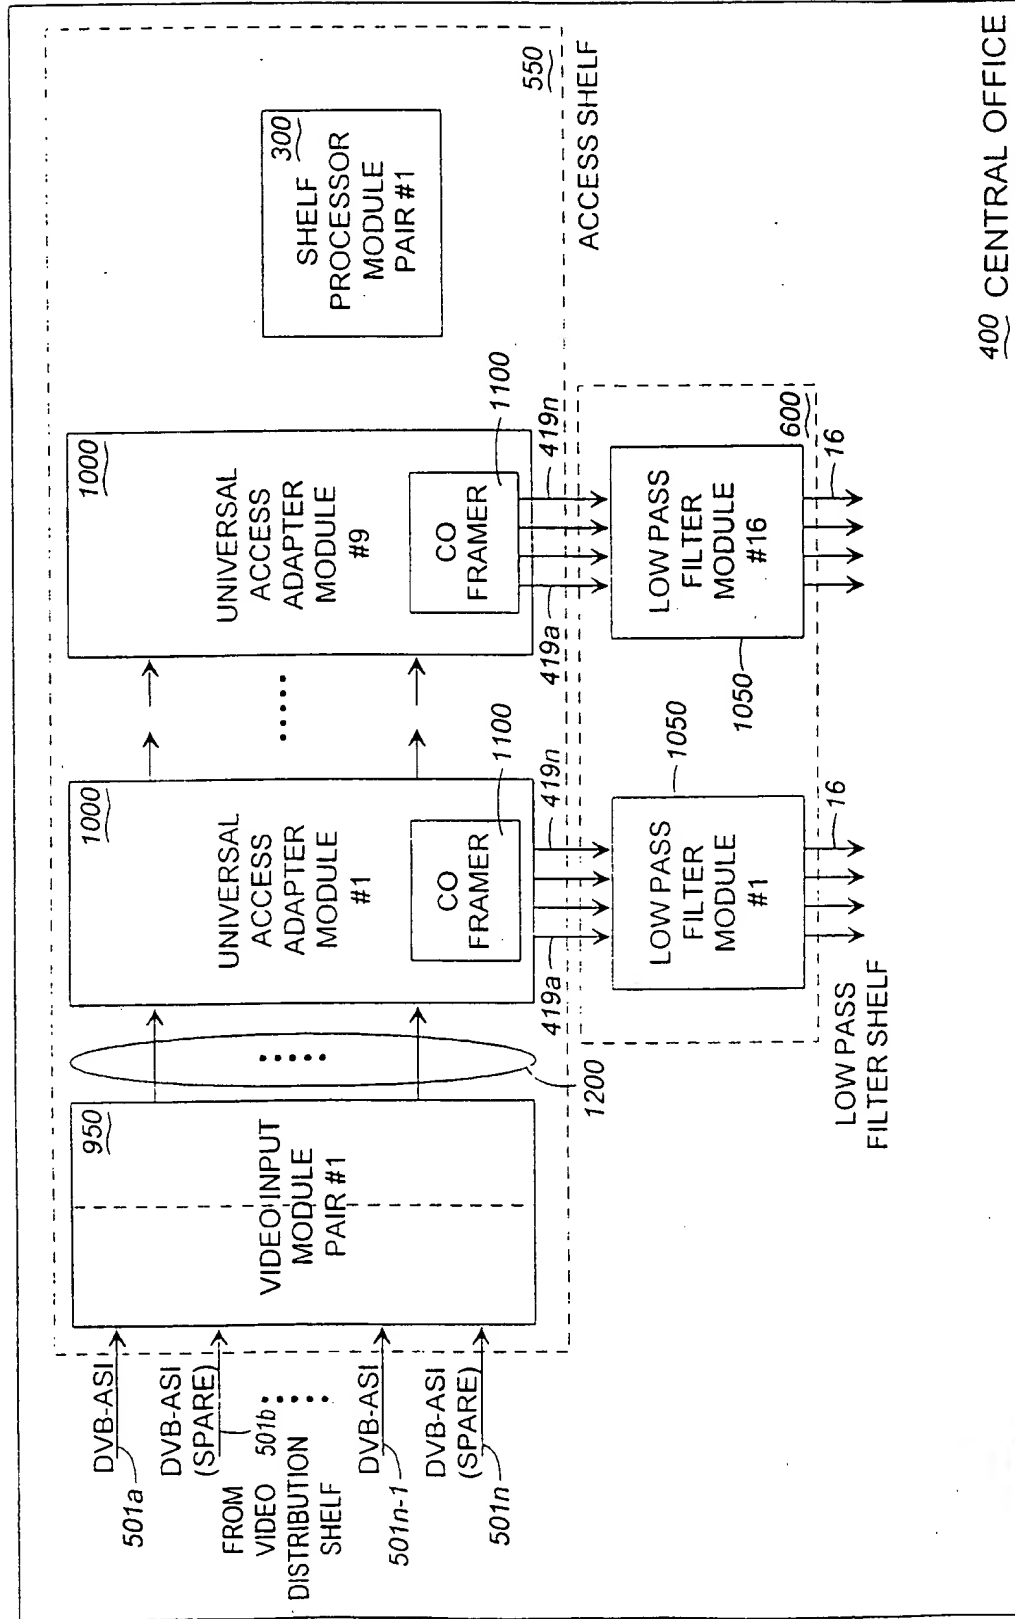 DVB-ASI
501a
DVB-ASI
(SPARE)
501b
FROM
VIDEO
DISTRIBUTION
SHELF
DVB-ASI
501n-1
DVB-ASI
(SPARE)
501n
950
VIDEO INPUT
MODULE
PAIR #1
1200
1000
UNIVERSAL
ACCESS
ADAPTER
MODULE
#1
CO
FRAMER
1100
419a
419n
1000
UNIVERSAL
ACCESS
ADAPTER
MODULE
#9
CO
FRAMER
1100
419a
419n
300
SHELF
PROCESSOR
MODULE
PAIR #1
550
ACCESS SHELF
LOW PASS
FILTER
MODULE
#1
1050
16
LOW PASS
FILTER
MODULE
#16
1050
600
16
LOW PASS
FILTER SHELF
400 CENTRAL OFFICE